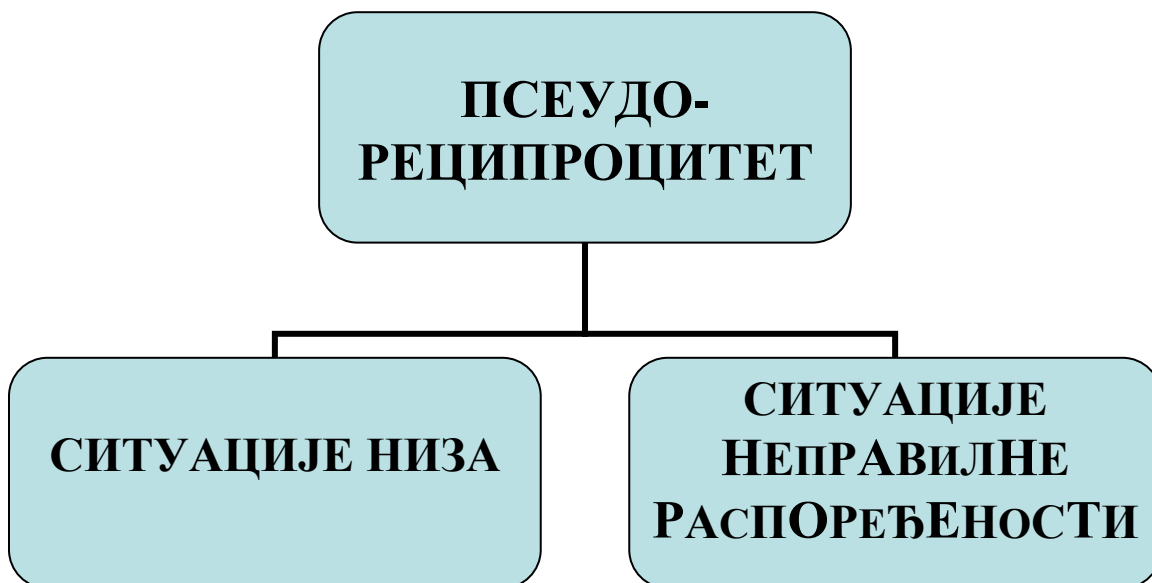 ПСЕУДО-
РЕЦИПРОЦИТЕТ
СИТУАЦИЈЕ НИЗА
СИТУАЦИЈЕ
НЕПРАВИЛНЕ
РАСПОРЕЂЕНОСТИ